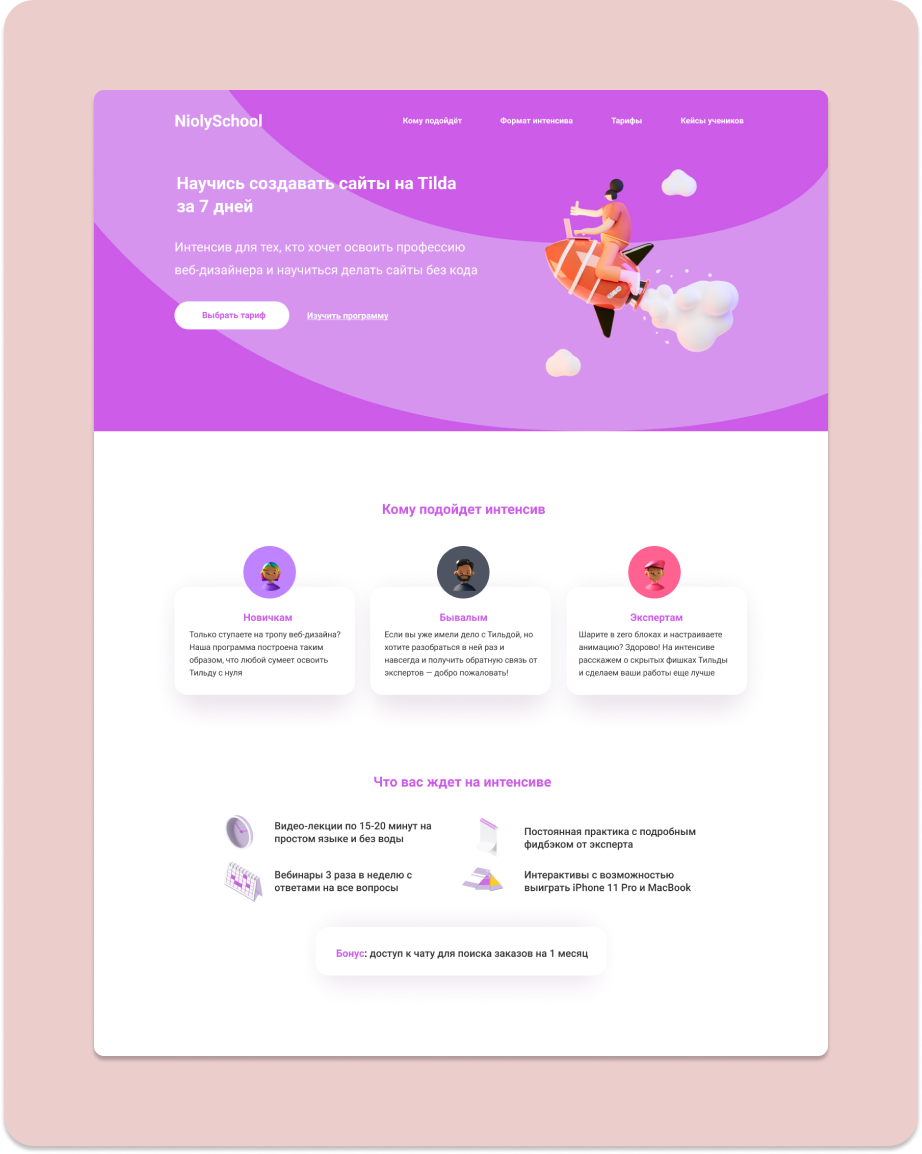 NiolySchool
Кому подойдёт
Формат интенсива
Тарифы
Кейсы учеников
Научись создавать сайты на Tilda
за 7 дней
Интенсив для тех, кто хочет освоить профессию
веб-дизайнера и научиться делать сайты без кода
Выбрать тариф
Изучить программу
Кому подойдет интенсив
Новичкам
Только ступаете на тропу веб-дизайна?
Наша программа построена таким
образом, что любой сумеет освоить
Тильду с нуля
Бывалым
Если вы уже имели дело с Тильдой, но
хотите разобраться в ней раз и
навсегда и получить обратную связь от
экспертов — добро пожаловать!
Экспертам
Шарите в zero блоках и настраиваете
анимацию? Здорово! На интенсиве
расскажем о скрытых фишках Тильды
и сделаем ваши работы еще лучше
Что вас ждет на интенсиве
Видео-лекции по 15-20 минут на
простом языке и без воды
Постоянная практика с подробным
фидбэком от эксперта
Вебинары 3 раза в неделю с
ответами на все вопросы
Интерактивы с возможностью
выиграть iPhone 11 Pro и MacBook
Бонус: доступ к чату для поиска заказов на 1 месяц